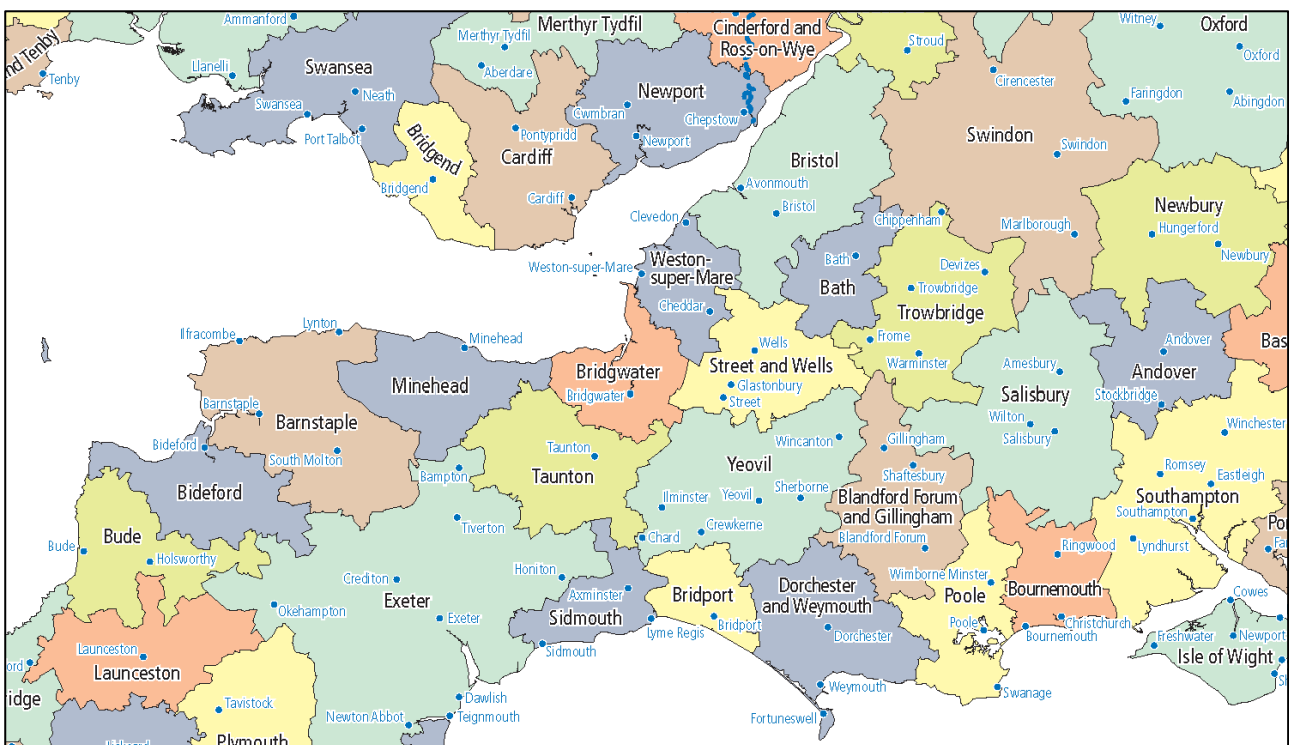 Ammanford
Merthyr Tydfil
Cinderford and
Ross-on-Wye
Witney
Oxford
nd Tenby
Tenby
Llanelli
Swansea
Merthyr Tydfil
Aberdare
Stroud
Cirencester
Oxford
Faringdon
Abingdon
Neath
Swansea
Port Talbot
Newport
Cwmbran
Chepstow
Newport
Pontypridd
Cardiff
Cardiff
Bridgend
Bridgend
Bristol
Avonmouth
Bristol
Swindon
Swindon
Chippenham
Marlborough
Newbury
Hungerford
Newbury
Clevedon
Weston-super-Mare
Weston-
super-Mare
Cheddar
Bath
Bath
Devizes
Trowbridge
Trowbridge
Frome
Warminster
Ilfracombe
Lynton
Minehead
Minehead
Bridgwater
Bridgwater
Wells
Street and Wells
Glastonbury
Street
Amesbury
Salisbury
Wilton
Salisbury
Andover
Andover
Stockbridge
Bas
Barnstaple
Barnstaple
Bideford
South Molton
Bideford
Bampton
Taunton
Taunton
Wincanton
Yeovil
Ilminster
Yeovil
Sherborne
Crewkerne
Chard
Gillingham
Shaftesbury
Blandford Forum
and Gillingham
Blandford Forum
Winchester
Romsey
Eastleigh
Southampton
Southampton
Lyndhurst
Por
Far
Bude
Bude
Holsworthy
Tiverton
Crediton
Exeter
Okehampton
Exeter
Honiton
Axminster
Sidmouth
Sidmouth
Lyme Regis
Bridport
Bridport
Dorchester
and Weymouth
Dorchester
Weymouth
Fortuneswell
Wimborne Minster
Poole
Poole
Swanage
Ringwood
Bournemouth
Christchurch
Bournemouth
Cowes
Freshwater
Newport
Isle of Wight
Sh
Launceston
Launceston
ord
ridge
Tavistock
Plymouth
Newton Abbot
Dawlish
Teignmouth